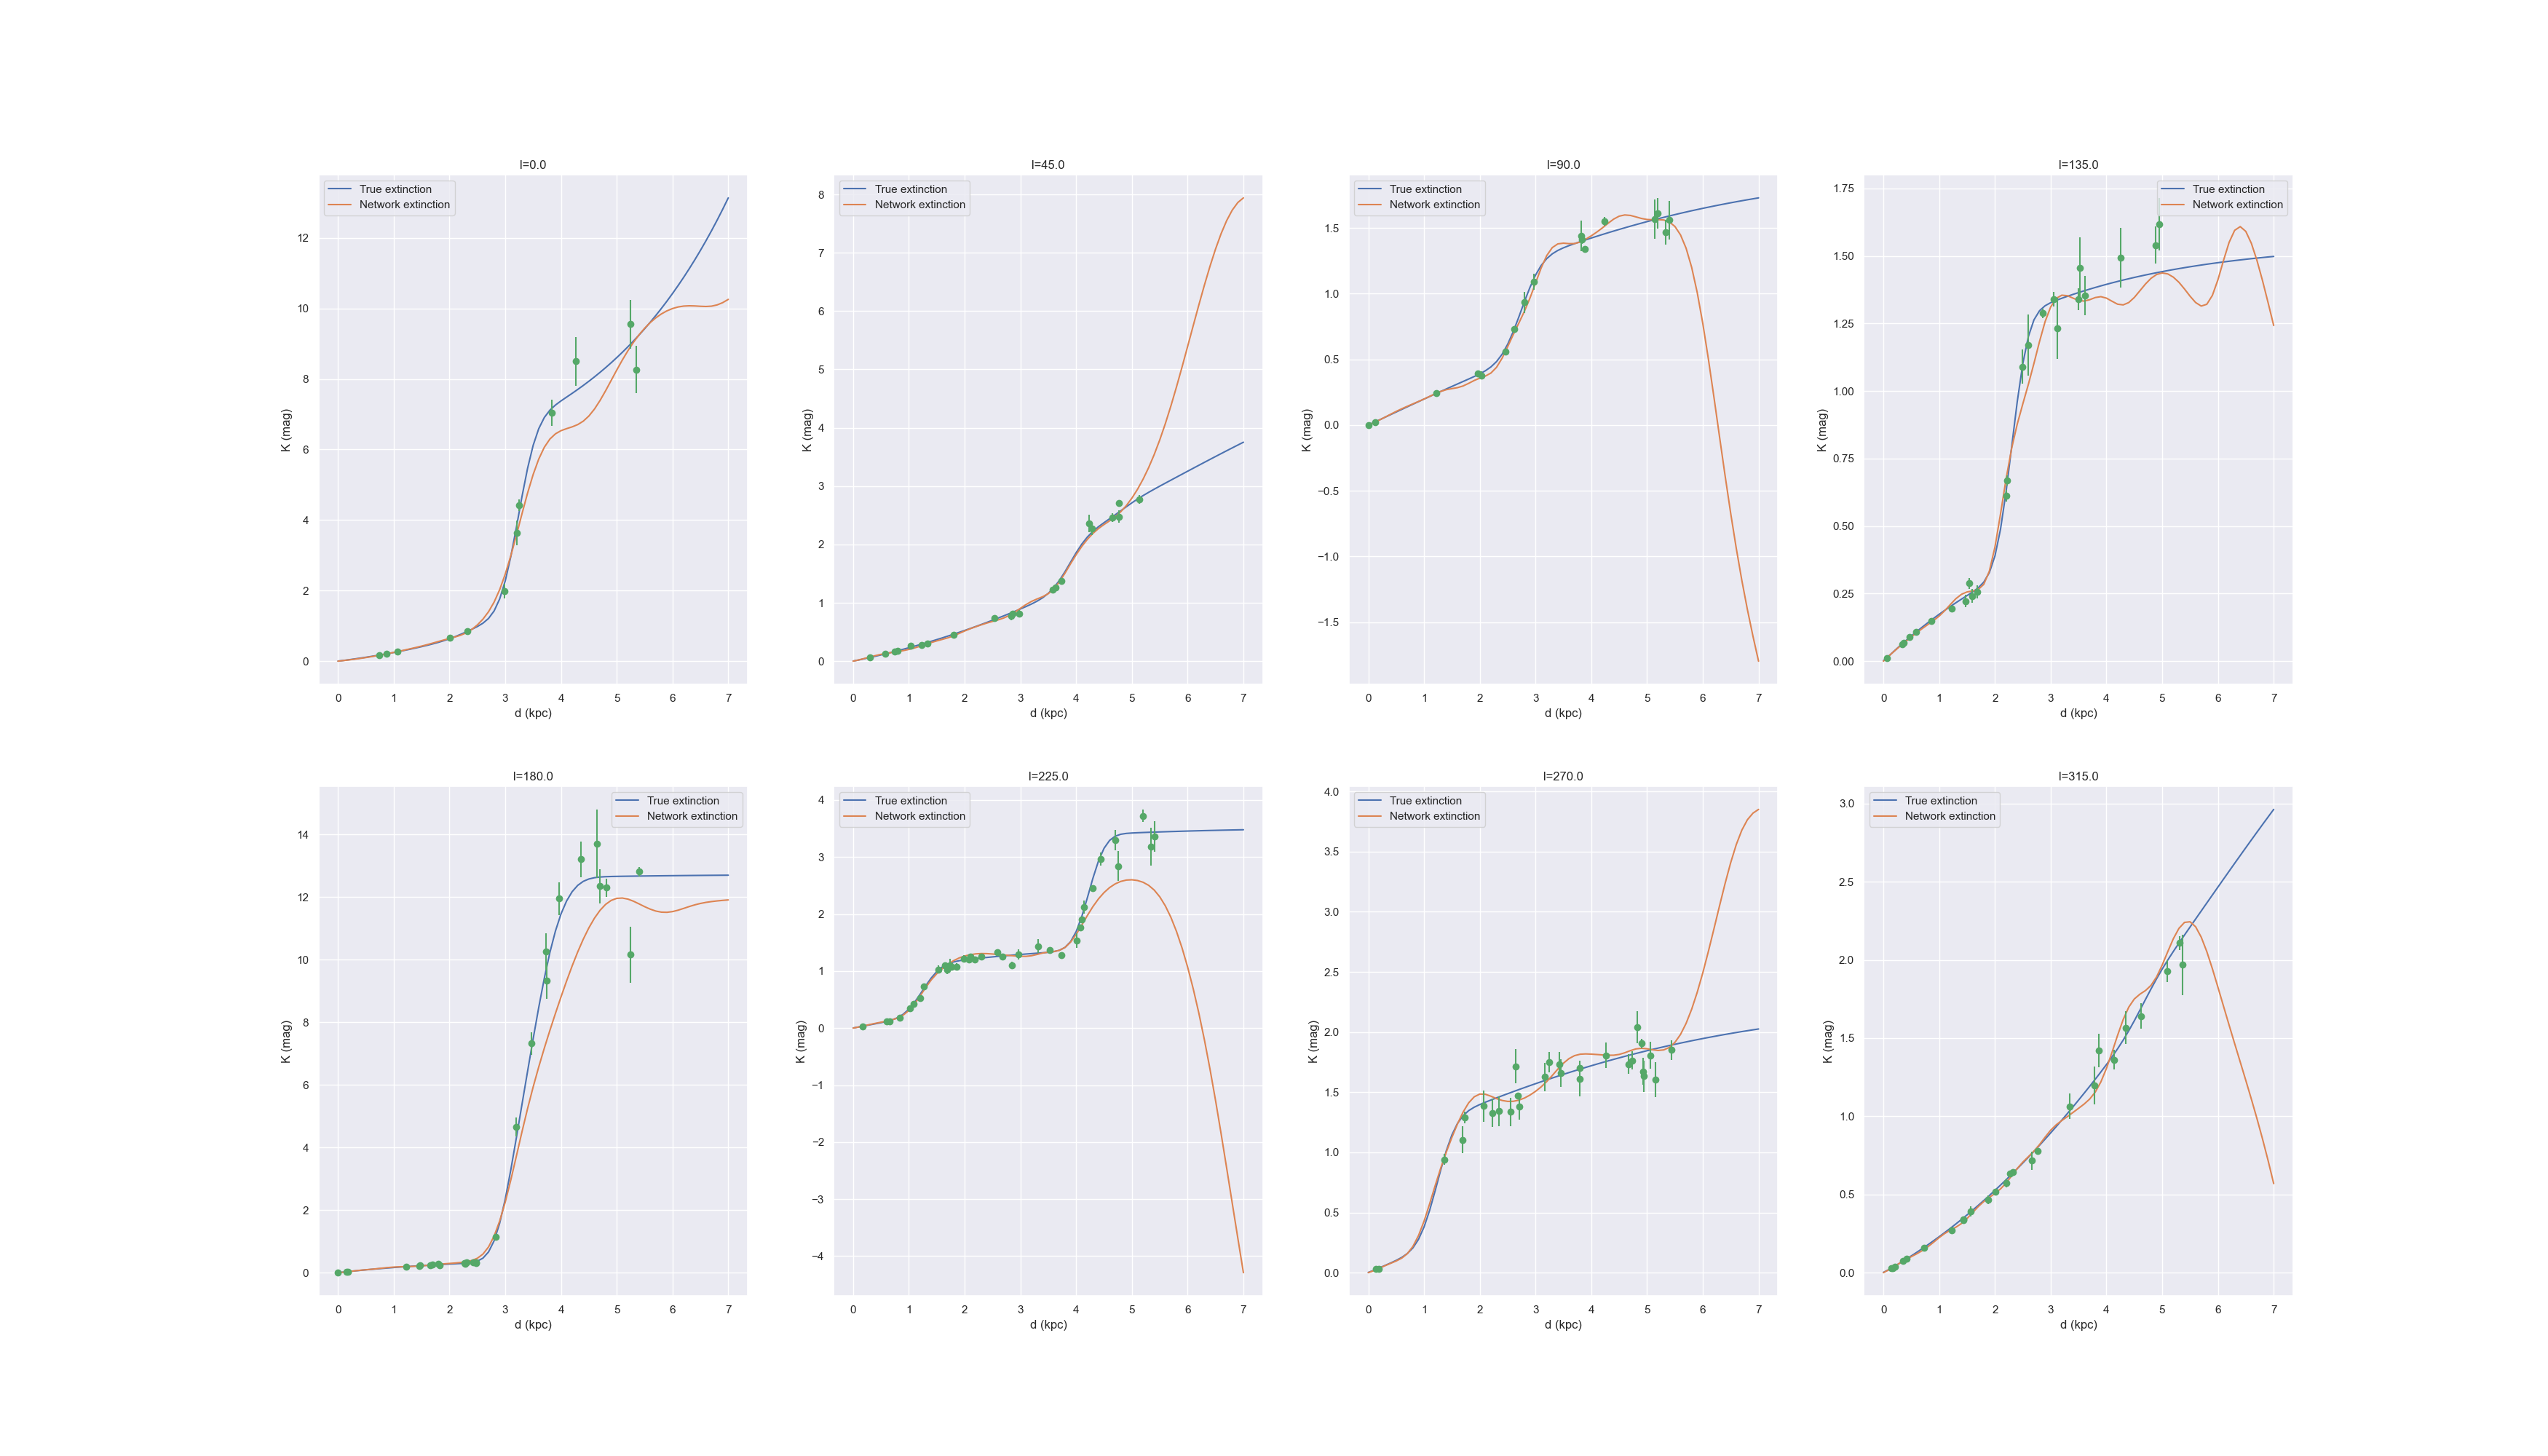 l=0.0
True extinction
Network extinction
12
10
8
6
4
2
0
K (mag)
0 1 2 3 4 5 6 7
d (kpc)
l=45.0
True extinction
Network extinction
8
7
6
5
4
3
2
1
0
K (mag)
0 1 2 3 4 5 6 7
d (kpc)
l=90.0
True extinction
Network extinction
1.5
1.0
0.5
0.0
−0.5
−1.0
−1.5
K (mag)
0 1 2 3 4 5 6 7
d (kpc)
l=135.0
True extinction
Network extinction
1.75
1.50
1.25
1.00
0.75
0.50
0.25
0.00
K (mag)
0 1 2 3 4 5 6 7
d (kpc)
l=180.0
True extinction
Network extinction
14
12
10
8
6
4
2
0
K (mag)
0 1 2 3 4 5 6 7
d (kpc)
l=225.0
True extinction
Network extinction
4
3
2
1
0
−1
−2
−3
−4
K (mag)
0 1 2 3 4 5 6 7
d (kpc)
l=270.0
True extinction
Network extinction
4.0
3.5
3.0
2.5
2.0
1.5
1.0
0.5
0.0
K (mag)
0 1 2 3 4 5 6 7
d (kpc)
l=315.0
True extinction
Network extinction
3.0
2.5
2.0
1.5
1.0
0.5
0.0
K (mag)
0 1 2 3 4 5 6 7
d (kpc)